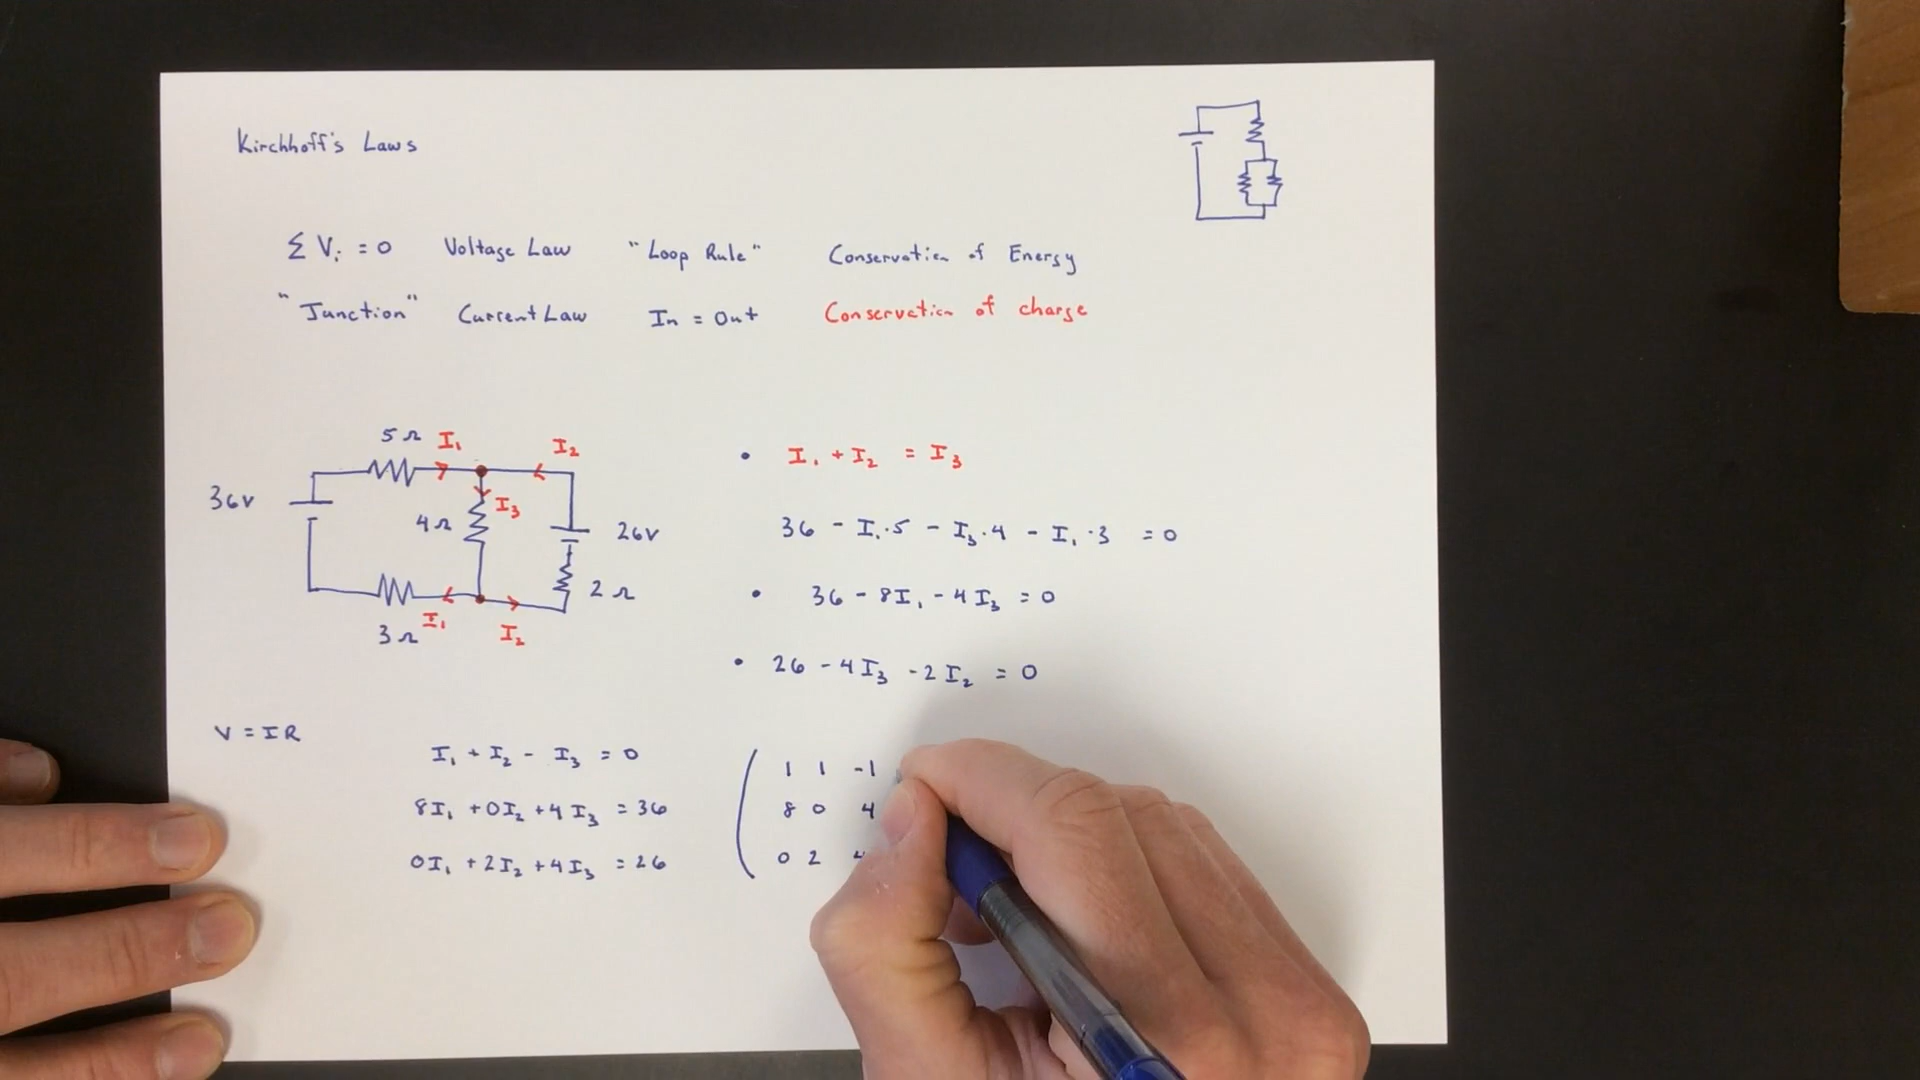 Kirchhoff's Laws
Σ Vᵢ = 0 Voltage Law "Loop Rule" Conservation of Energy
"Junction" Current Law In = Out Conservation of charge
5Ω I₁ I₂
36V
I₃
4Ω
26V
2Ω
3Ω I₁ I₂
• I₁ + I₂ = I₃
36 - I₁·5 - I₃·4 - I₁·3 = 0
• 36 - 8I₁ - 4I₃ = 0
• 26 - 4I₃ - 2I₂ = 0
V = IR
I₁ + I₂ - I₃ = 0
8I₁ + 0I₂ + 4I₃ = 36
0I₁ + 2I₂ + 4I₃ = 26
1 1 -1
8 0 4
0 2